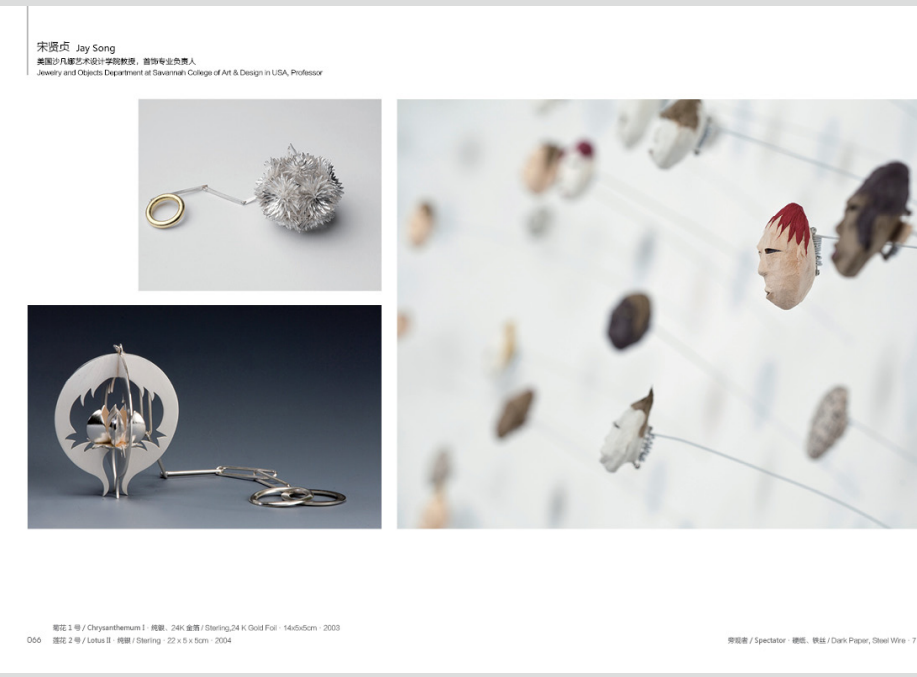 宋贤贞 Jay Song
美国沙凡娜艺术设计学院教授，首饰专业负责人
Jewelry and Objects Department at Savannah College of Art & Design in USA, Professor
菊花 1 号 / Chrysanthemum I · 纯银、24K 金箔 / Sterling,24 K Gold Foil · 14x5x5cm · 2003
066 莲花 2 号 / Lotus II · 纯银 / Sterling · 22 x 5 x 5cm · 2004
旁观者 / Spectator · 硬纸、铁丝 / Dark Paper, Steel Wire · 7